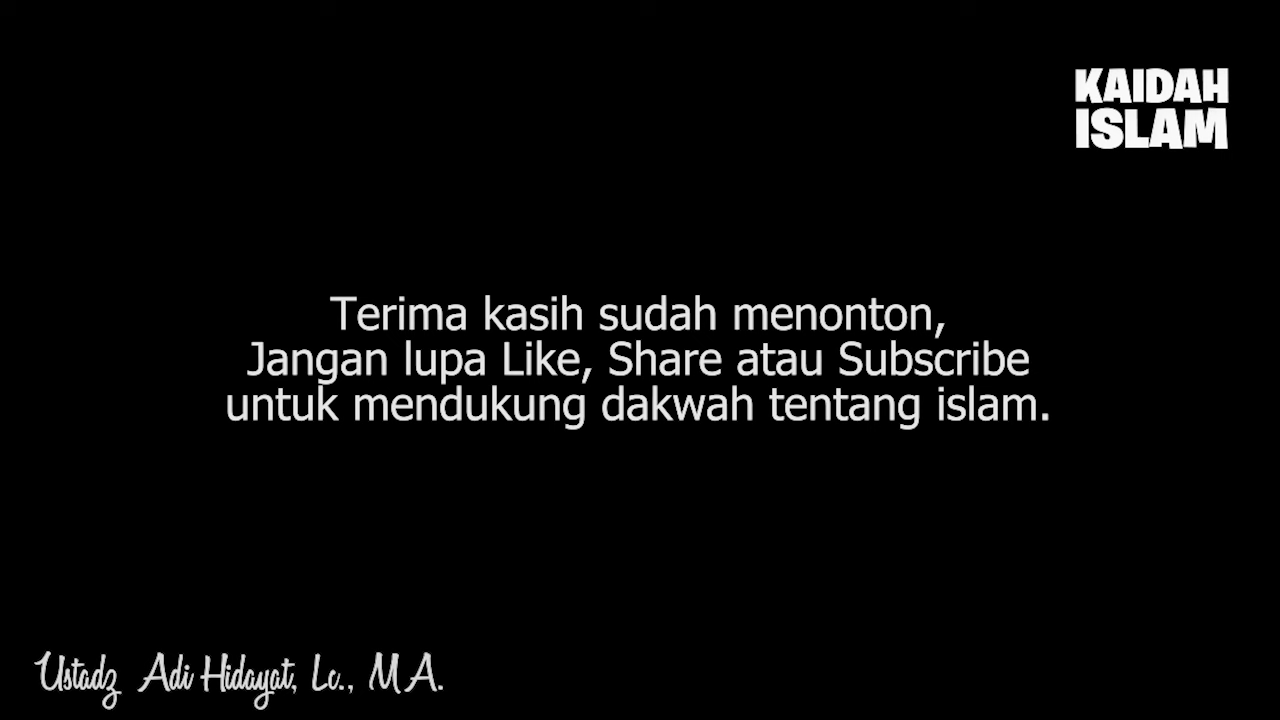 KAIDAH
ISLAM
Terima kasih sudah menonton,
Jangan lupa Like, Share atau Subscribe
untuk mendukung dakwah tentang islam.
Ustadz Adi Hidayat, Lc., M.A.